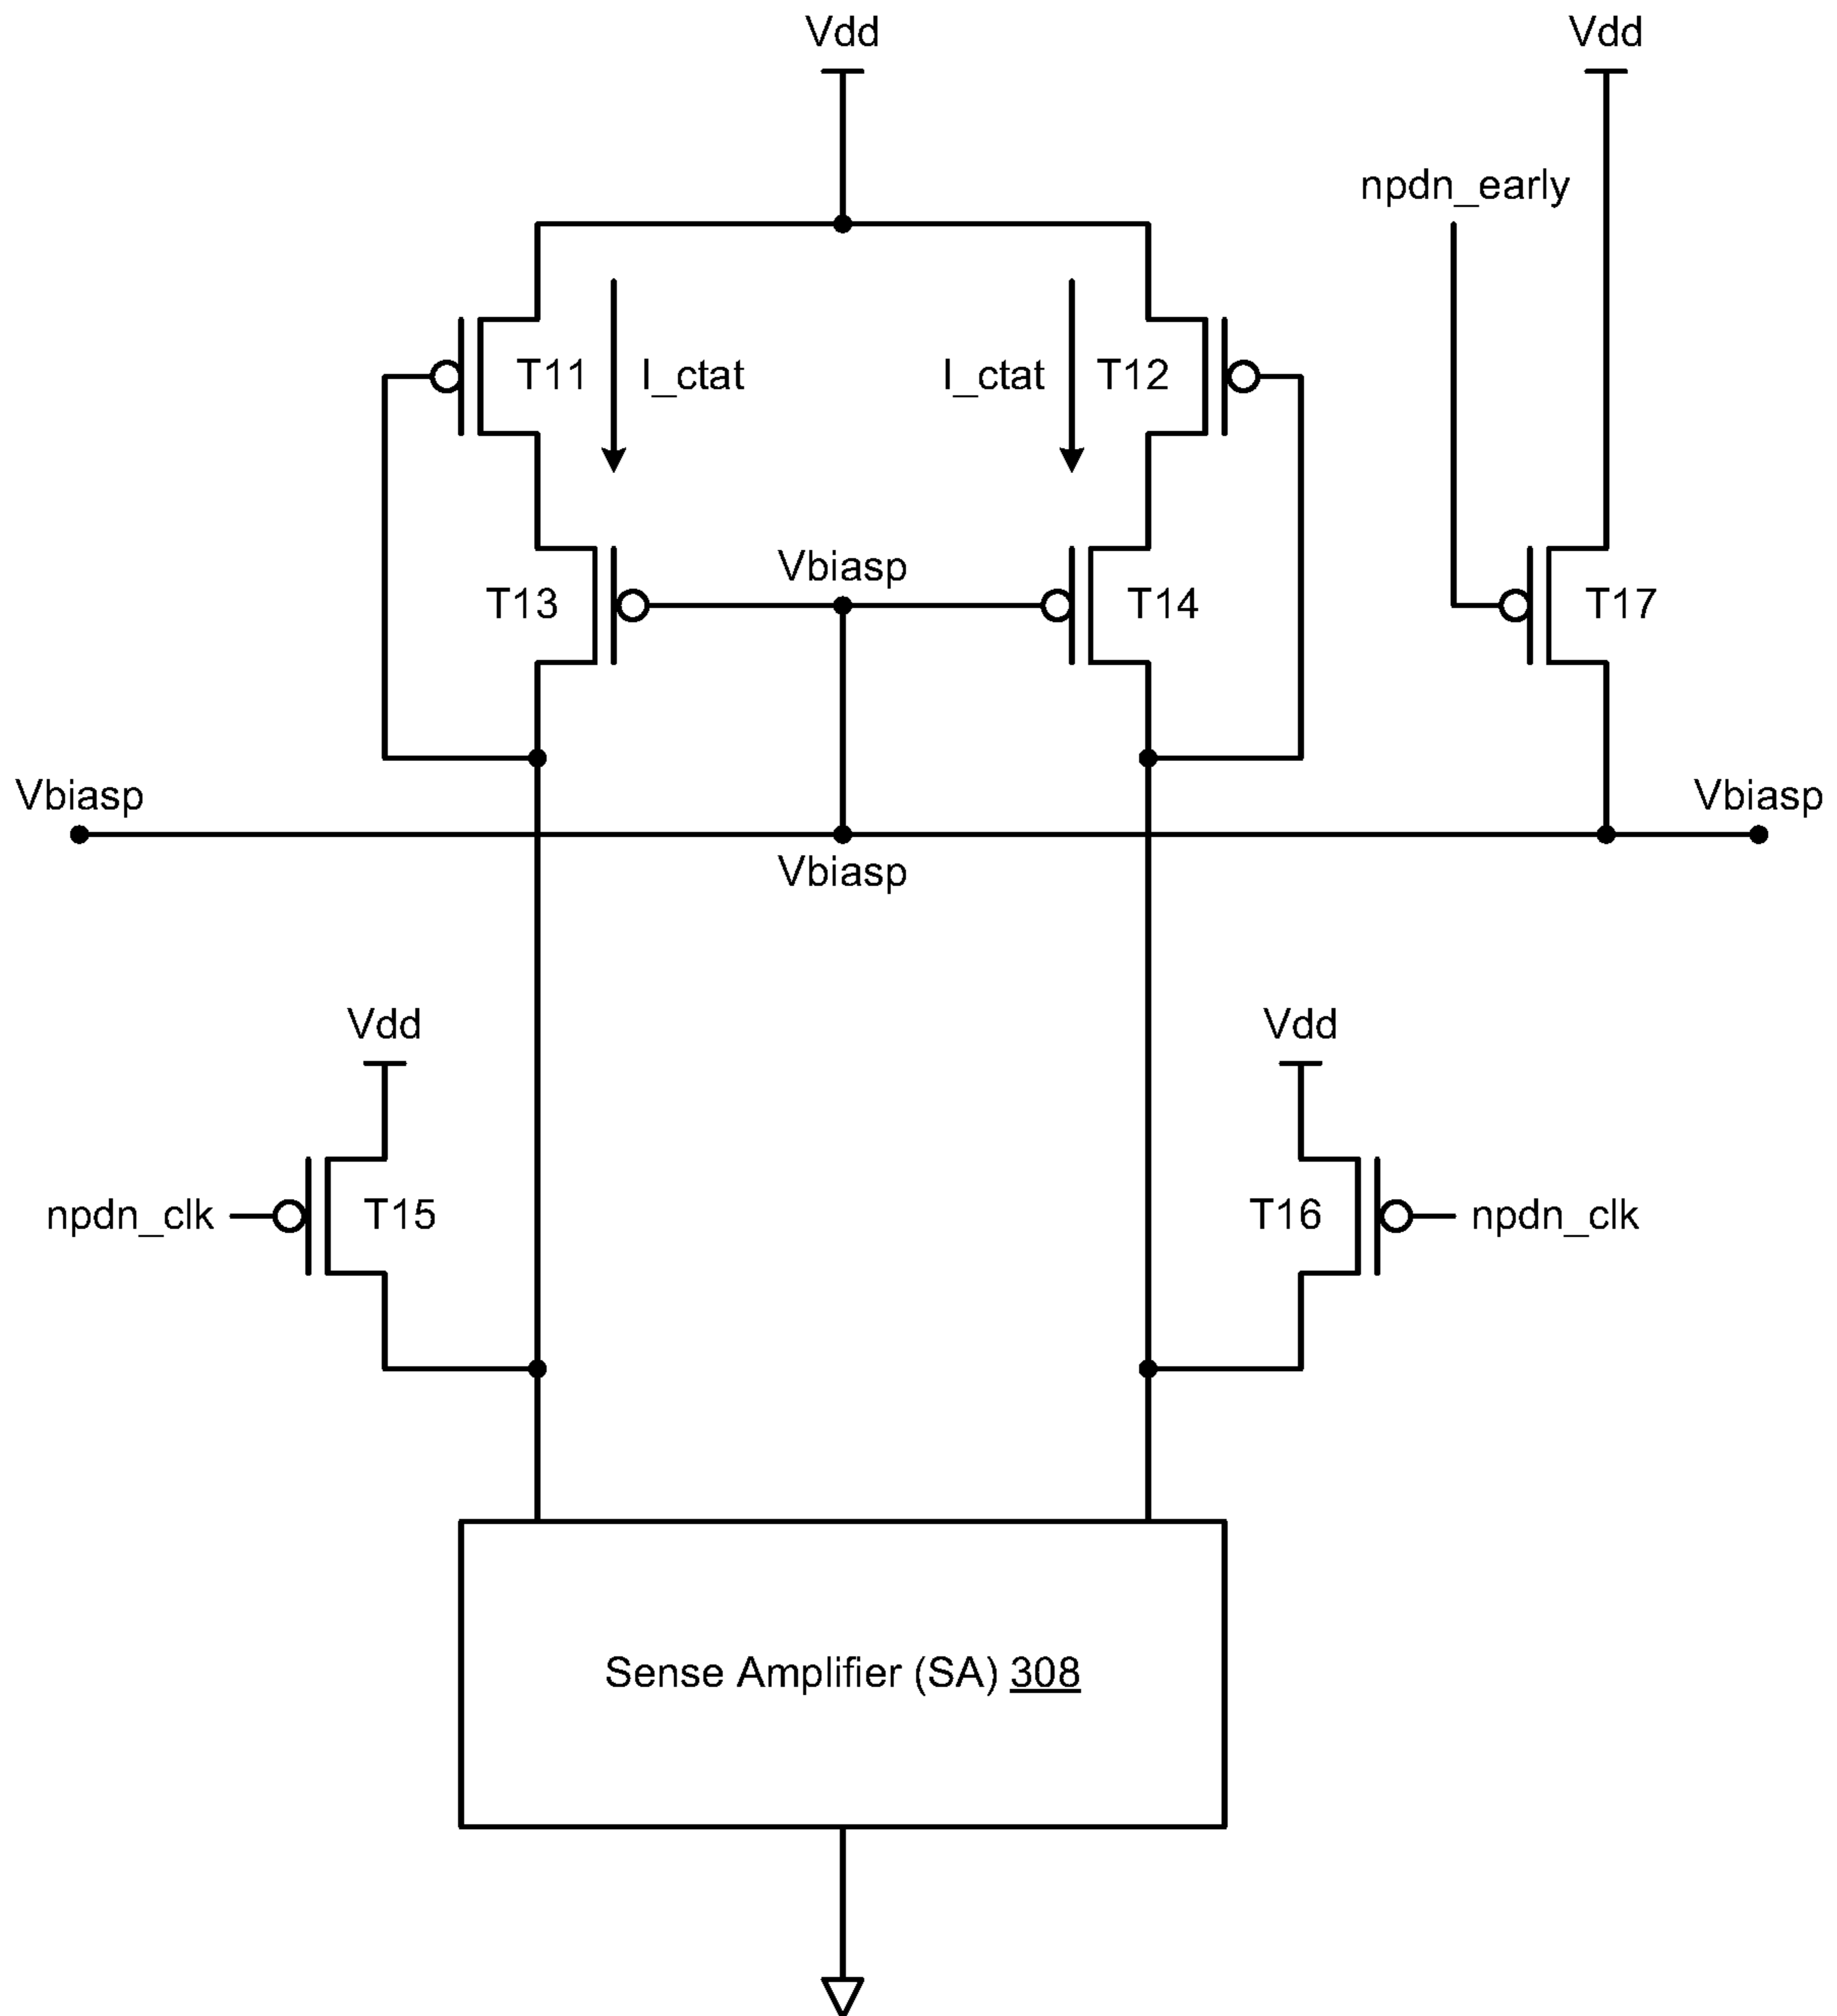 Vdd
Vdd
npdn_early
T11
I_ctat
I_ctat
T12
Vbiasp
T13
T14
T17
Vbiasp
Vbiasp
Vbiasp
Vdd
Vdd
npdn_clk
T15
T16
npdn_clk
Sense Amplifier (SA) 308